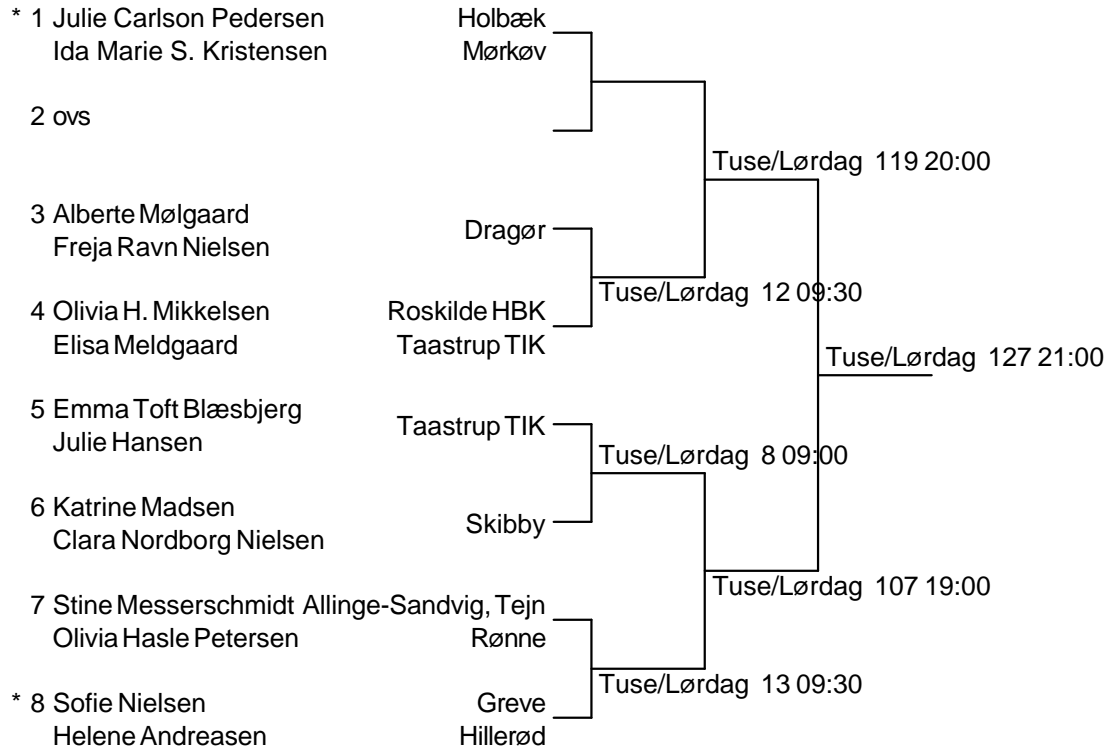 * 1 Julie Carlson Pedersen Holbæk
Ida Marie S. Kristensen Mørkøv
2 ovs
Tuse/Lørdag 119 20:00
3 Alberte Mølgaard
Dragør
Freja Ravn Nielsen
Tuse/Lørdag 12 09:30
4 Olivia H. Mikkelsen Roskilde HBK
Elisa Meldgaard Taastrup TIK
Tuse/Lørdag 127 21:00
5 Emma Toft Blæsbjerg
Taastrup TIK
Julie Hansen
Tuse/Lørdag 8 09:00
6 Katrine Madsen
Skibby
Clara Nordborg Nielsen
Tuse/Lørdag 107 19:00
7 Stine Messerschmidt Allinge-Sandvig, Tejn
Olivia Hasle Petersen Rønne
Tuse/Lørdag 13 09:30
* 8 Sofie Nielsen Greve
Helene Andreasen Hillerød